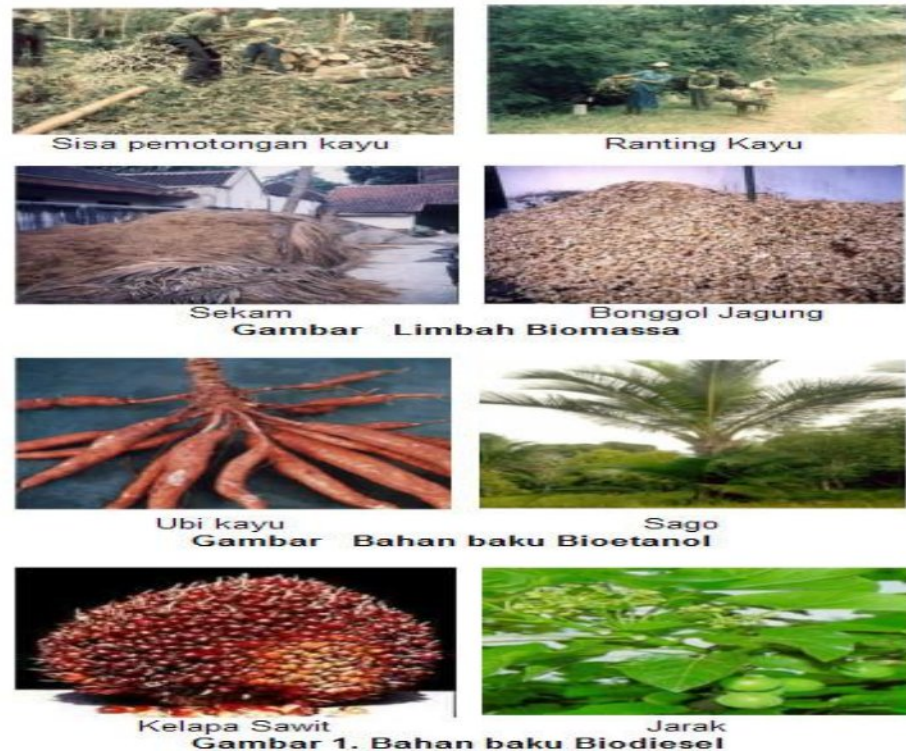 Sisa pemotongan kayu
Ranting Kayu
Sekam
Bonggol Jagung
Gambar Limbah Biomassa
Ubi kayu
Sago
Gambar Bahan baku Bioetanol
Kelapa Sawit
Jarak
Gambar 1. Bahan baku Biodiesel